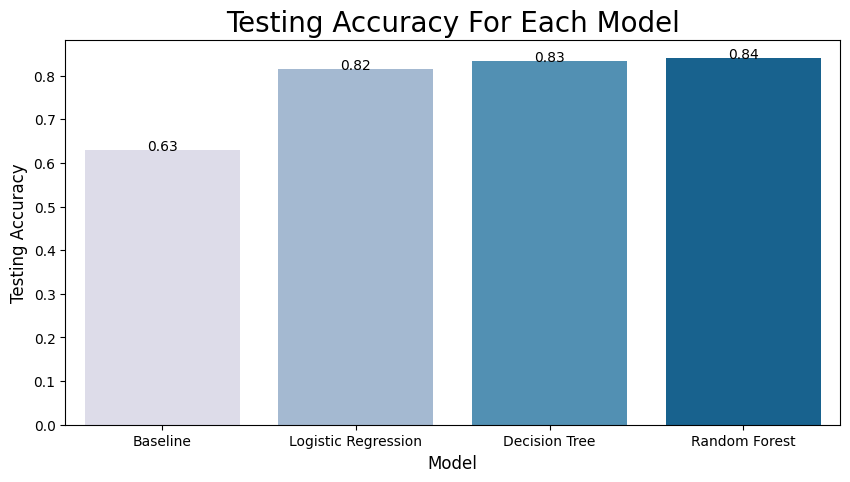 Testing Accuracy For Each Model
Testing Accuracy
0.8
0.7
0.6
0.5
0.4
0.3
0.2
0.1
0.0
0.63
0.82
0.83
0.84
Baseline
Logistic Regression
Decision Tree
Random Forest
Model